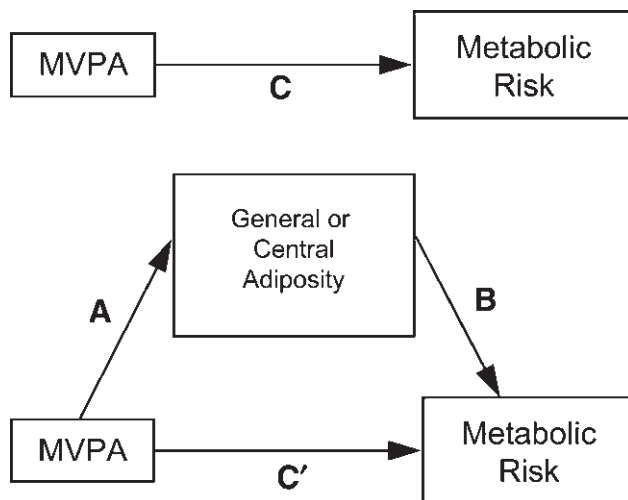 MVPA
C
Metabolic
Risk
General or
Central
Adiposity
A
B
MVPA
C′
Metabolic
Risk